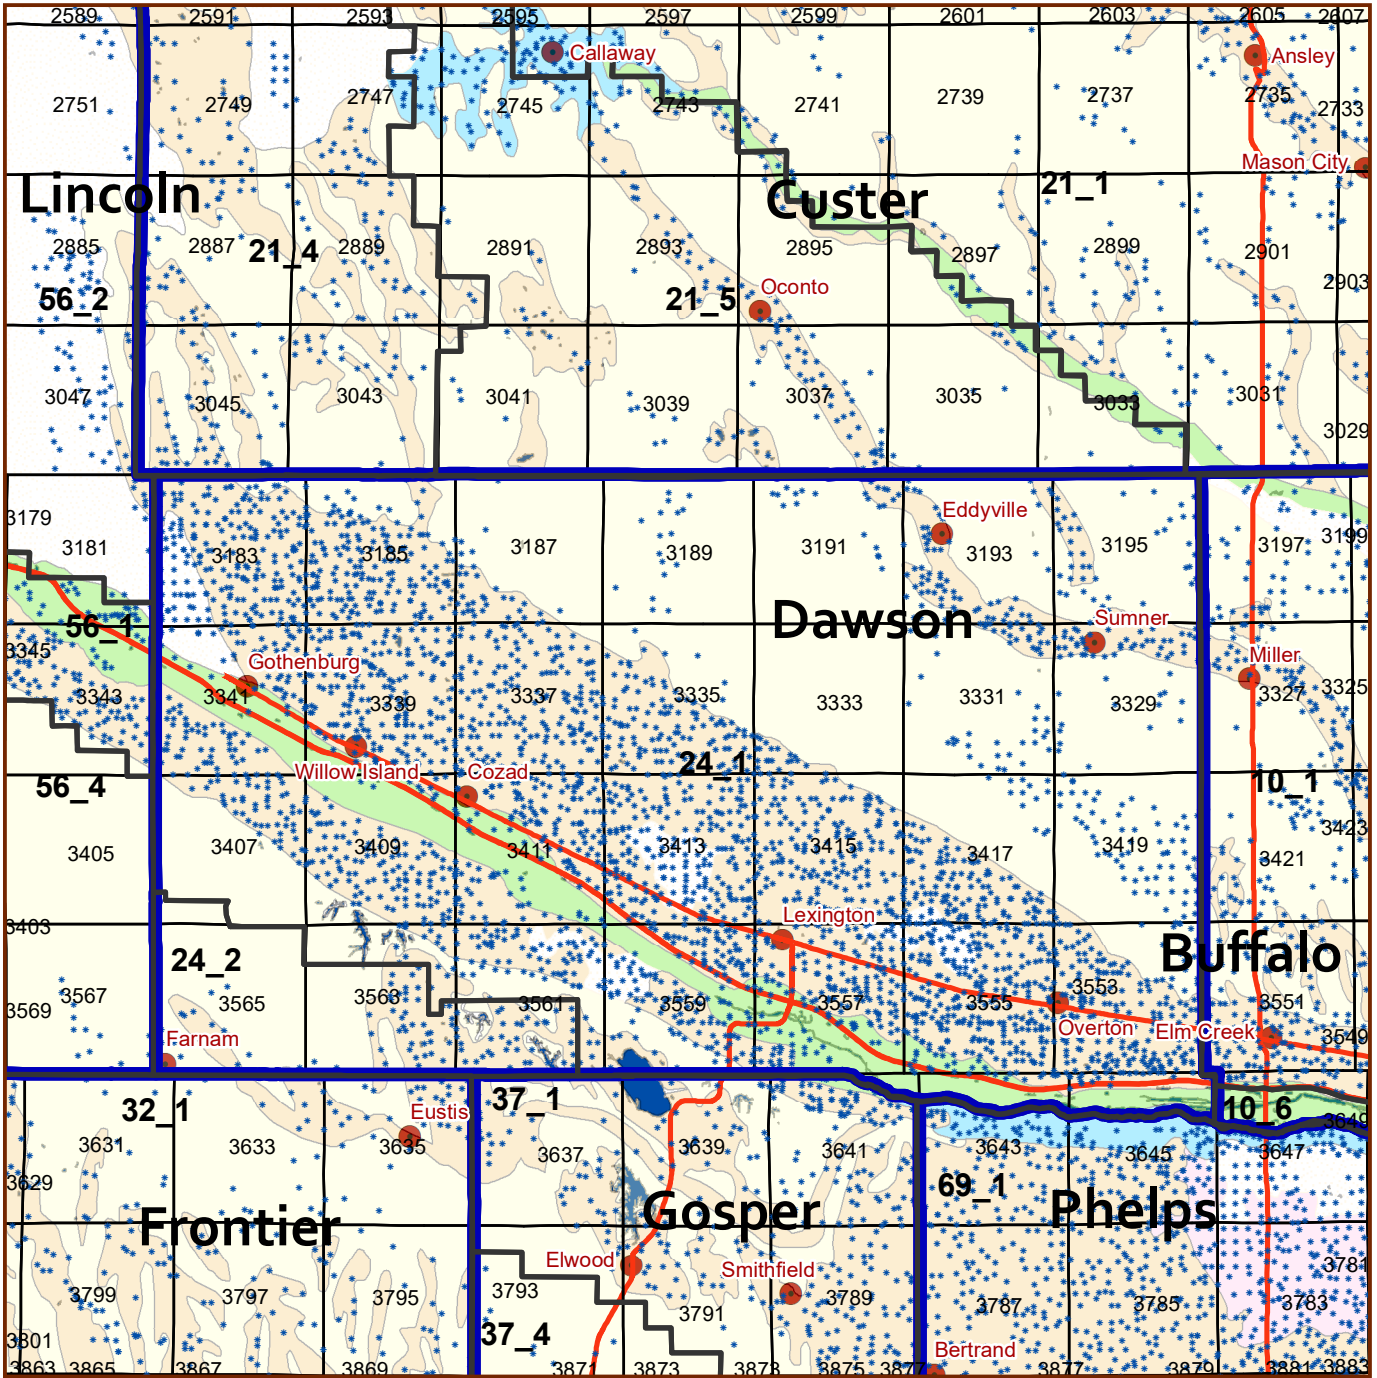 2589 2591 2593 2595 2597 2599 2601 2603 2605 2607
Callaway Ansley
2751 2749 2747 2745 2743 2741 2739 2737 2735 2733
Mason City
Lincoln Custer 21_1
2885 2887 21_4 2889 2891 2893 2895 2897 2899 2901 2903
56_2 21_5 Oconto
3047 3045 3043 3041 3039 3037 3035 3033 3031 3029
Eddyville
3179 3181 3183 3185 3187 3189 3191 3193 3195 3197 3199
56_1 Dawson Sumner
3345 Gothenburg Miller
3343 3341 3339 3337 3335 3333 3331 3329 3327 3325
Willow Island Cozad 24_1 10_1
56_4
3405 3407 3409 3411 3413 3415 3417 3419 3421 3423
3403 Lexington
24_2 Buffalo
3569 3567 3565 3563 3561 3559 3557 3555 3553 3551 3549
Farnam Overton Elm Creek
32_1 Eustis 37_1 10_6
3631 3633 3635 3637 3639 3641 3643 3645 3647 3649
3629 69_1
Frontier Gosper Phelps
Elwood Smithfield
3799 3797 3795 3793 3791 3789 3787 3785 3783 3781
3801 37_4 Bertrand
3863 3865 3867 3869 3871 3873 3873 3875 3877 3877 3879 3881 3883